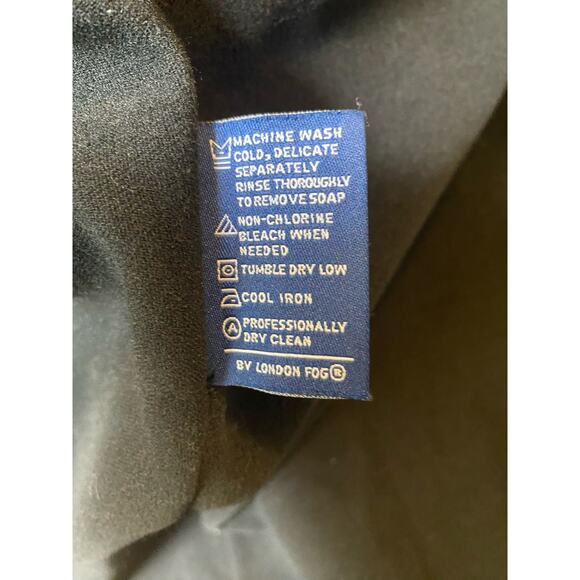 MACHINE WASH
COLD, DELICATE
SEPARATELY
RINSE THOROUGHLY
TO REMOVE SOAP
NON-CHLORINE
BLEACH WHEN
NEEDED
TUMBLE DRY LOW
COOL IRON
A PROFESSIONALLY
DRY CLEAN
BY LONDON FOG®